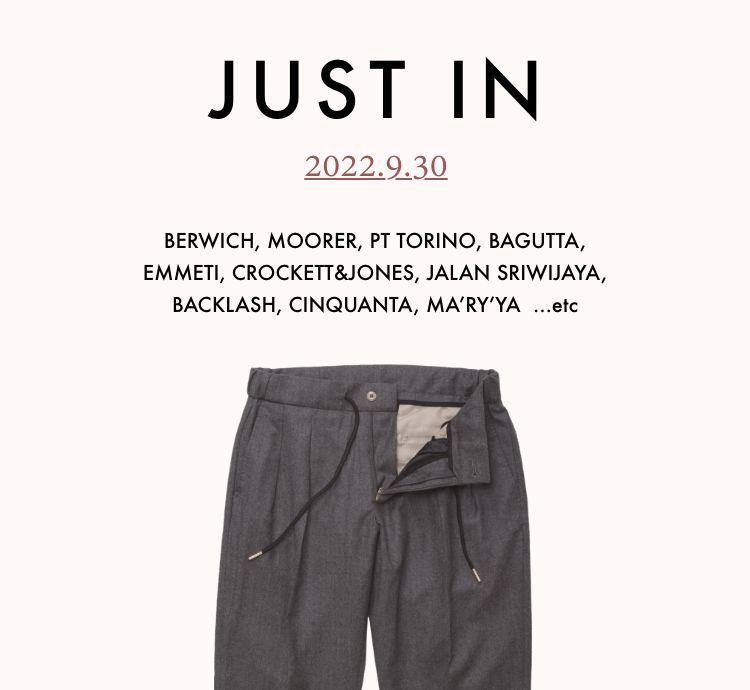 JUST IN
2022.9.30
BERWICH, MOORER, PT TORINO, BAGUTTA,
EMMETI, CROCKETT&JONES, JALAN SRIWIJAYA,
BACKLASH, CINQUANTA, MA’RY’YA ...etc